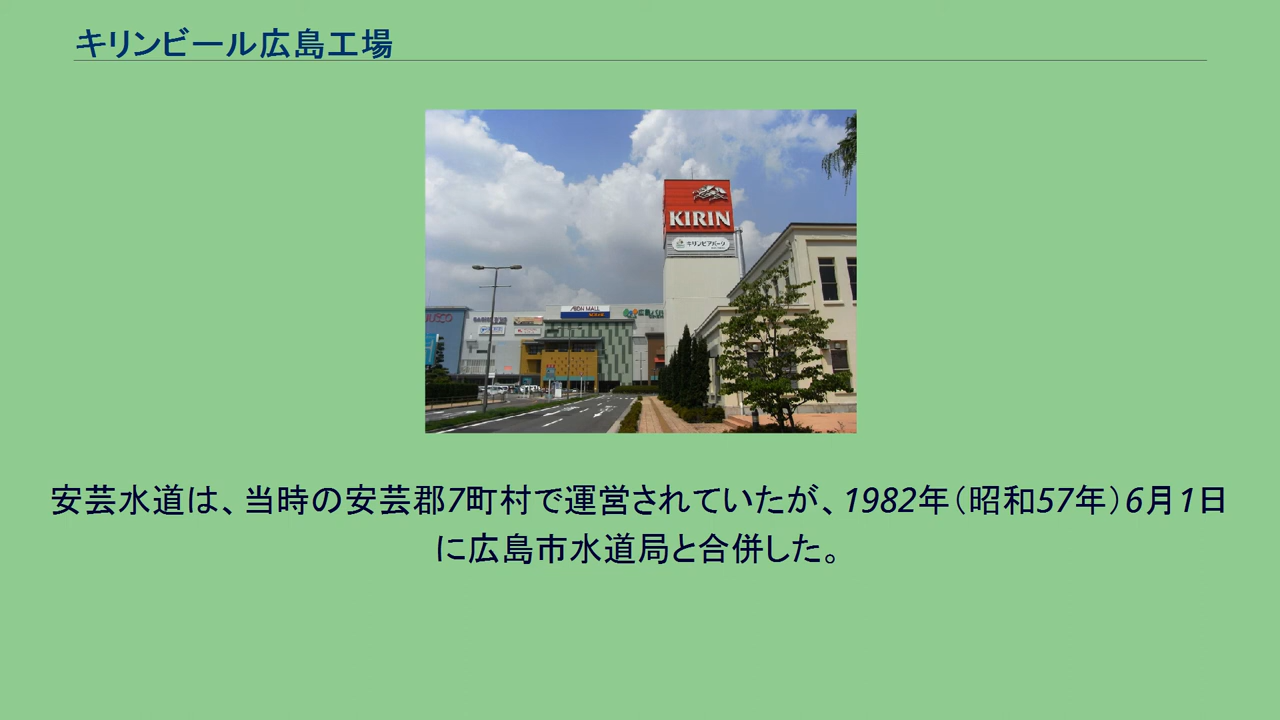 キリンビール広島工場
KIRIN
キリンビアパーク
AEON MALL
安芸水道は、当時の安芸郡7町村で運営されていたが、1982年（昭和57年）6月1日
に広島市水道局と合併した。